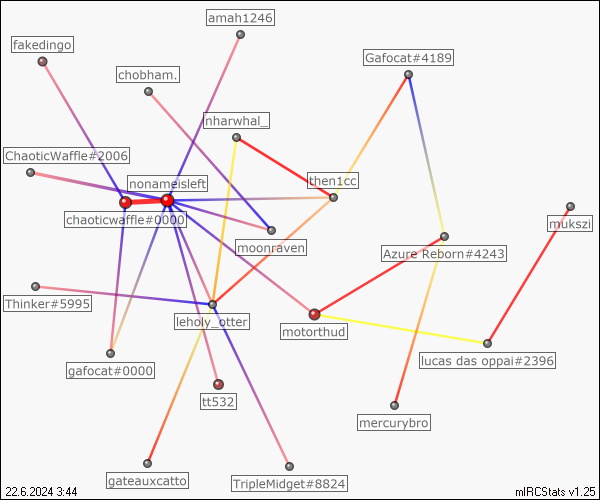 amah1246
fakedingo
Gafocat#4189
chobham.
nharwhal_
ChaoticWaffle#2006
nonameisleft
then1cc
chaoticwaffle#0000
mukszi
moonraven
Azure Reborn#4243
Thinker#5995
leholy_otter
motorthud
lucas das oppai#2396
gafocat#0000
tt532
mercurybro
gateauxcatto
TripleMidget#8824
22.6.2024 3:44
mIRCStats v1.25